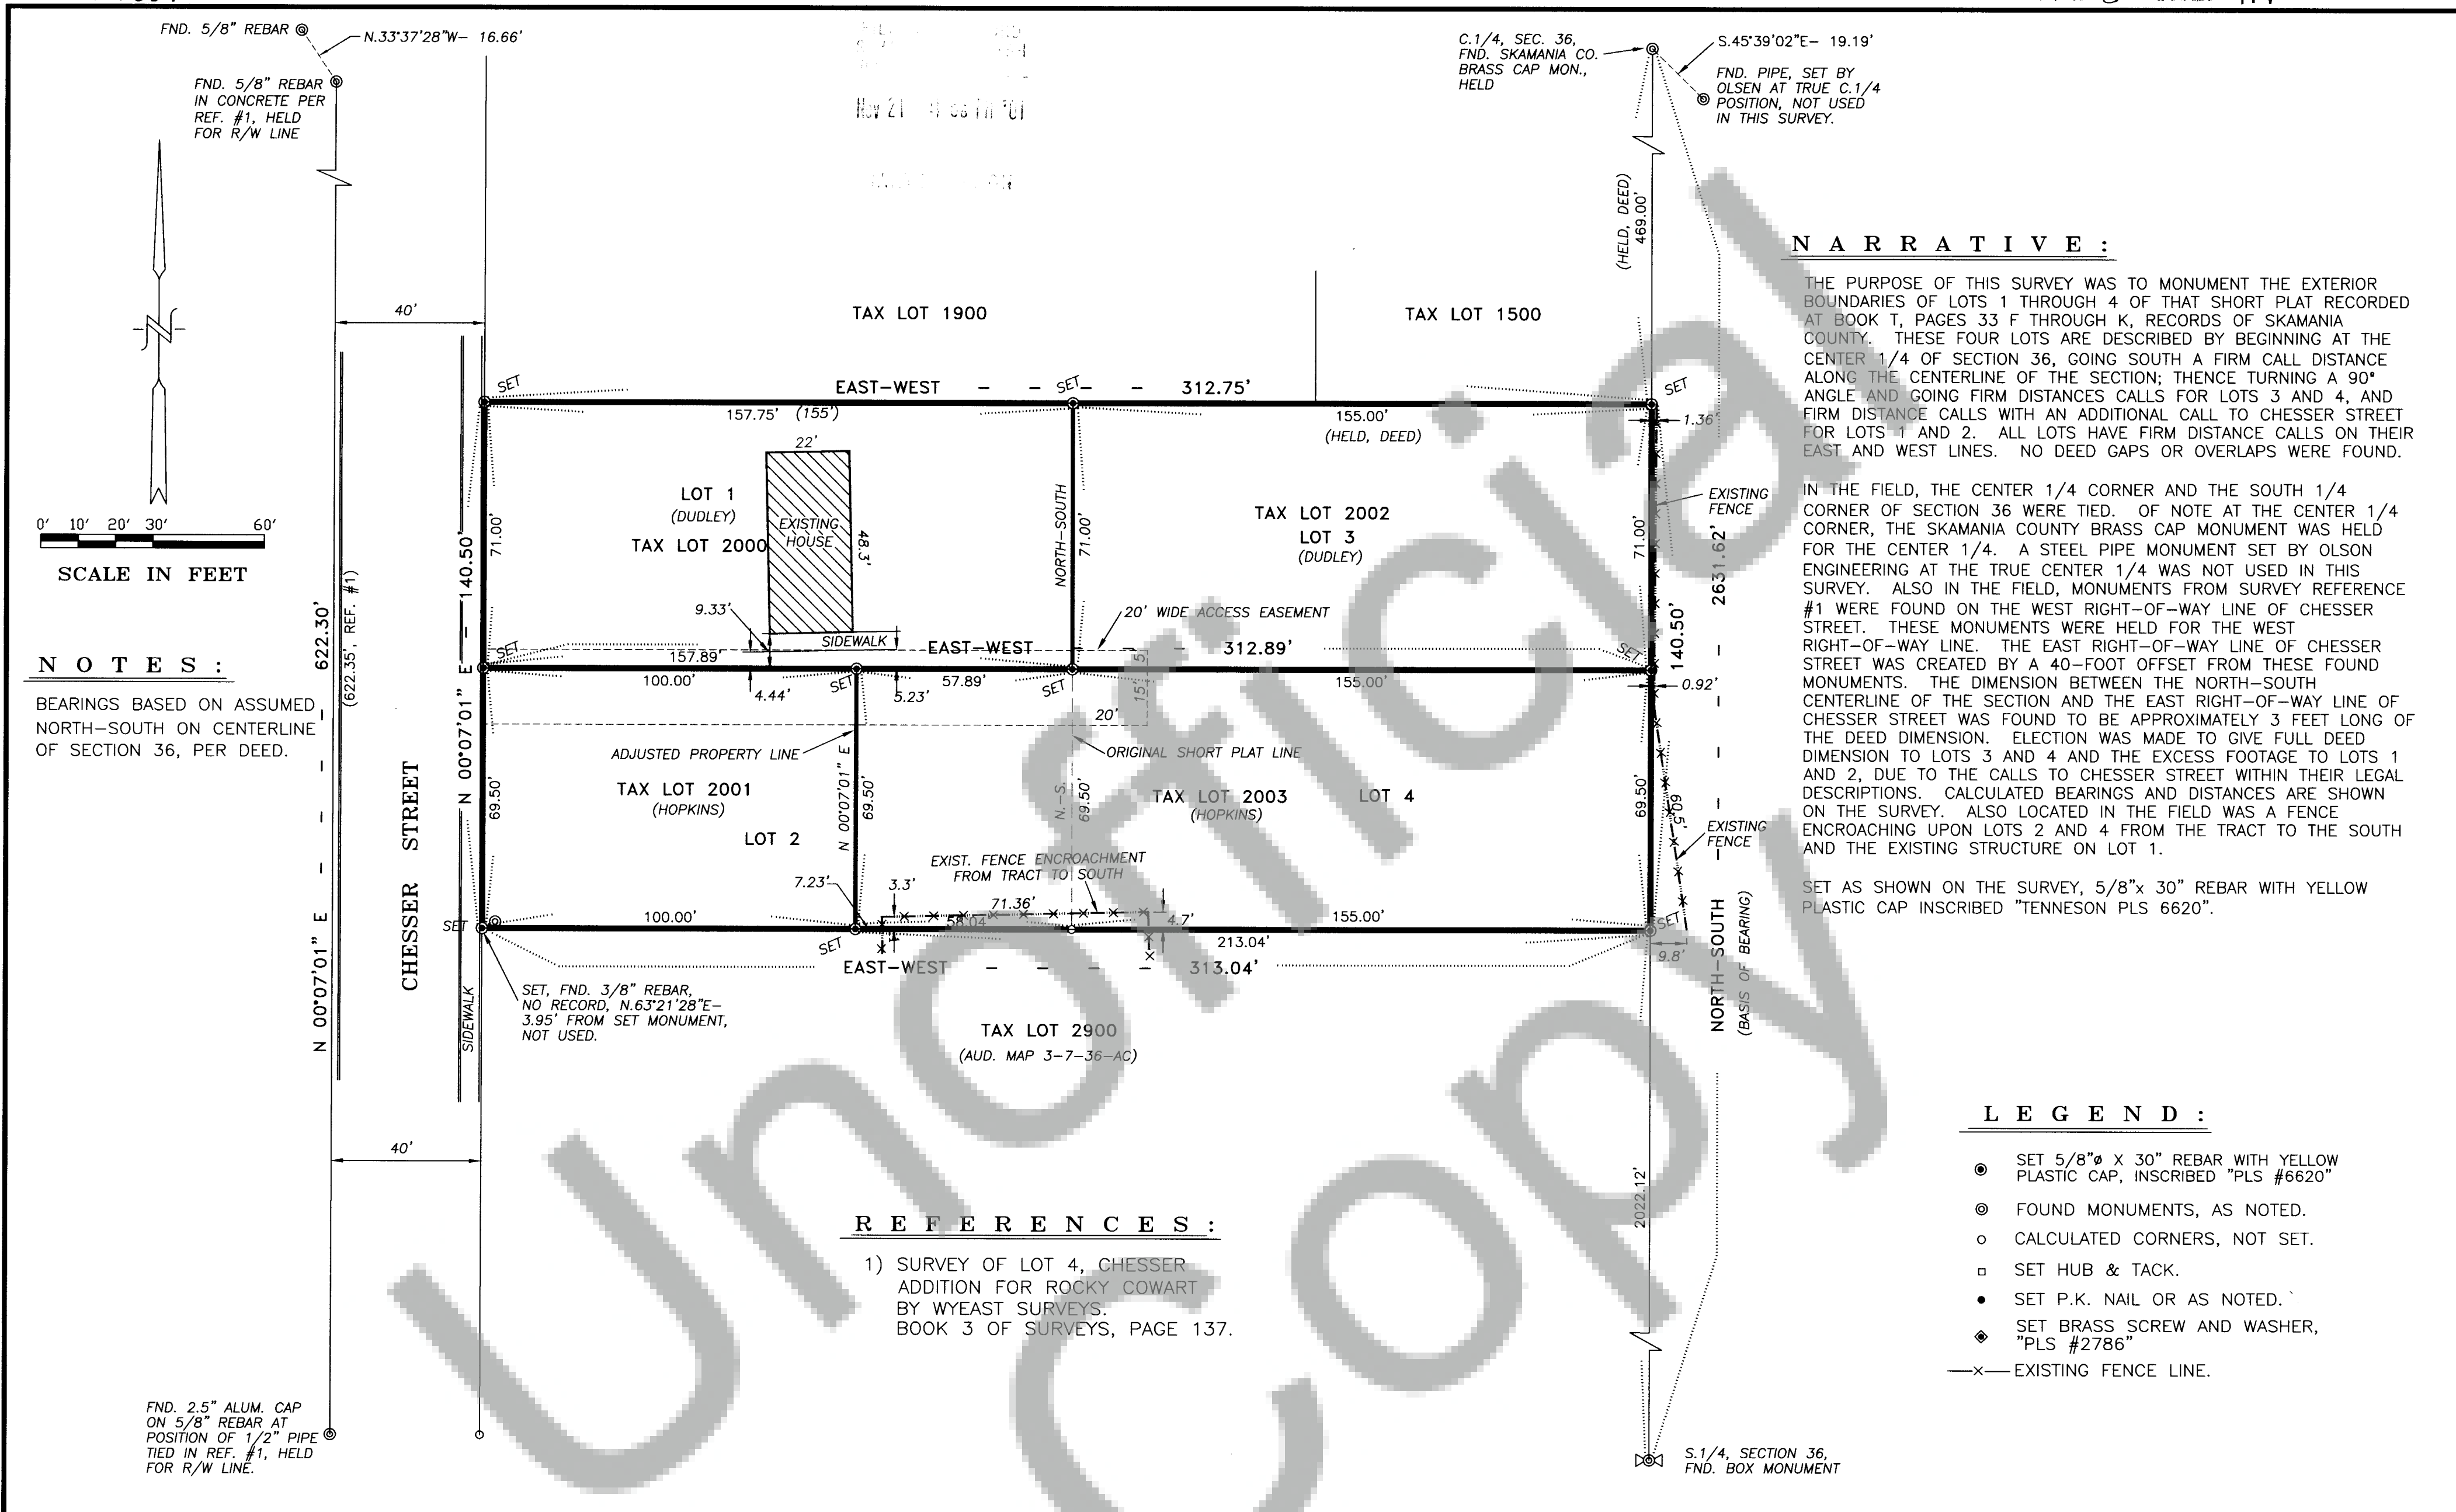 FND. 5/8" REBAR
N.33°37'28"W- 16.66'
FND. 5/8" REBAR
IN CONCRETE PER
REF. #1, HELD
FOR R/W LINE
C.1/4, SEC. 36,
FND. SKAMANIA CO.
BRASS CAP MON.,
HELD
S.45°39'02"E- 19.19'
FND. PIPE, SET BY
OLSEN AT TRUE C.1/4
POSITION, NOT USED
IN THIS SURVEY.
(HELD, DEED)
469.00'
40'
TAX LOT 1900
TAX LOT 1500
SET
EAST-WEST - - SET - - 312.75'
SET
157.75' (155')
155.00'
(HELD, DEED)
1.36'
22'
LOT 1
(DUDLEY)
TAX LOT 2000
EXISTING
HOUSE
48.3'
NORTH-SOUTH
71.00'
TAX LOT 2002
LOT 3
(DUDLEY)
71.00'
EXISTING
FENCE
71.00'
N 00°07'01" E - - 140.50'
0' 10' 20' 30' 60'
SCALE IN FEET
622.30'
(622.35', REF. #1)
9.33'
SIDEWALK
20' WIDE ACCESS EASEMENT
SET
EAST-WEST - - 312.89'
SET
157.89'
5'
100.00'
4.44'
SET
5.23'
57.89'
SET
15'
155.00'
0.92'
140.50'
2631.62'
20'
ADJUSTED PROPERTY LINE
ORIGINAL SHORT PLAT LINE
N O T E S :
BEARINGS BASED ON ASSUMED
NORTH-SOUTH ON CENTERLINE
OF SECTION 36, PER DEED.
TAX LOT 2001
(HOPKINS)
LOT 2
69.50'
N 00°07'01" E
69.50'
N.-S.
69.50'
TAX LOT 2003
(HOPKINS)
LOT 4
69.50'
60.5'
EXISTING
FENCE
EXIST. FENCE ENCROACHMENT
FROM TRACT TO SOUTH
7.23'
3.3'
71.36'
4.7'
SET
100.00'
SET
58.04'
155.00'
213.04'
SET
9.8'
EAST-WEST - - - - 313.04'
NORTH-SOUTH
(BASIS OF BEARING)
CHESSER STREET
SIDEWALK
N 00°07'01" E
SET, FND. 3/8" REBAR,
NO RECORD, N.63°21'28"E-
3.95' FROM SET MONUMENT,
NOT USED.
TAX LOT 2900
(AUD. MAP 3-7-36-AC)
40'
2022.12'
R E F E R E N C E S :
1) SURVEY OF LOT 4, CHESSER
ADDITION FOR ROCKY COWART
BY WYEAST SURVEYS.
BOOK 3 OF SURVEYS, PAGE 137.
FND. 2.5" ALUM. CAP
ON 5/8" REBAR AT
POSITION OF 1/2" PIPE
TIED IN REF. #1, HELD
FOR R/W LINE.
S.1/4, SECTION 36,
FND. BOX MONUMENT
N A R R A T I V E :
THE PURPOSE OF THIS SURVEY WAS TO MONUMENT THE EXTERIOR
BOUNDARIES OF LOTS 1 THROUGH 4 OF THAT SHORT PLAT RECORDED
AT BOOK T, PAGES 33 F THROUGH K, RECORDS OF SKAMANIA
COUNTY. THESE FOUR LOTS ARE DESCRIBED BY BEGINNING AT THE
CENTER 1/4 OF SECTION 36, GOING SOUTH A FIRM CALL DISTANCE
ALONG THE CENTERLINE OF THE SECTION; THENCE TURNING A 90°
ANGLE AND GOING FIRM DISTANCES CALLS FOR LOTS 3 AND 4, AND
FIRM DISTANCE CALLS WITH AN ADDITIONAL CALL TO CHESSER STREET
FOR LOTS 1 AND 2. ALL LOTS HAVE FIRM DISTANCE CALLS ON THEIR
EAST AND WEST LINES. NO DEED GAPS OR OVERLAPS WERE FOUND.
IN THE FIELD, THE CENTER 1/4 CORNER AND THE SOUTH 1/4
CORNER OF SECTION 36 WERE TIED. OF NOTE AT THE CENTER 1/4
CORNER, THE SKAMANIA COUNTY BRASS CAP MONUMENT WAS HELD
FOR THE CENTER 1/4. A STEEL PIPE MONUMENT SET BY OLSON
ENGINEERING AT THE TRUE CENTER 1/4 WAS NOT USED IN THIS
SURVEY. ALSO IN THE FIELD, MONUMENTS FROM SURVEY REFERENCE
#1 WERE FOUND ON THE WEST RIGHT-OF-WAY LINE OF CHESSER
STREET. THESE MONUMENTS WERE HELD FOR THE WEST
RIGHT-OF-WAY LINE. THE EAST RIGHT-OF-WAY LINE OF CHESSER
STREET WAS CREATED BY A 40-FOOT OFFSET FROM THESE FOUND
MONUMENTS. THE DIMENSION BETWEEN THE NORTH-SOUTH
CENTERLINE OF THE SECTION AND THE EAST RIGHT-OF-WAY LINE OF
CHESSER STREET WAS FOUND TO BE APPROXIMATELY 3 FEET LONG OF
THE DEED DIMENSION. ELECTION WAS MADE TO GIVE FULL DEED
DIMENSION TO LOTS 3 AND 4 AND THE EXCESS FOOTAGE TO LOTS 1
AND 2, DUE TO THE CALLS TO CHESSER STREET WITHIN THEIR LEGAL
DESCRIPTIONS. CALCULATED BEARINGS AND DISTANCES ARE SHOWN
ON THE SURVEY. ALSO LOCATED IN THE FIELD WAS A FENCE
ENCROACHING UPON LOTS 2 AND 4 FROM THE TRACT TO THE SOUTH
AND THE EXISTING STRUCTURE ON LOT 1.
SET AS SHOWN ON THE SURVEY, 5/8"x 30" REBAR WITH YELLOW
PLASTIC CAP INSCRIBED "TENNESON PLS 6620".
L E G E N D :
SET 5/8"ø X 30" REBAR WITH YELLOW
PLASTIC CAP, INSCRIBED "PLS #6620"
FOUND MONUMENTS, AS NOTED.
CALCULATED CORNERS, NOT SET.
SET HUB & TACK.
SET P.K. NAIL OR AS NOTED.
SET BRASS SCREW AND WASHER,
"PLS #2786"
EXISTING FENCE LINE.
Unofficial
Copy